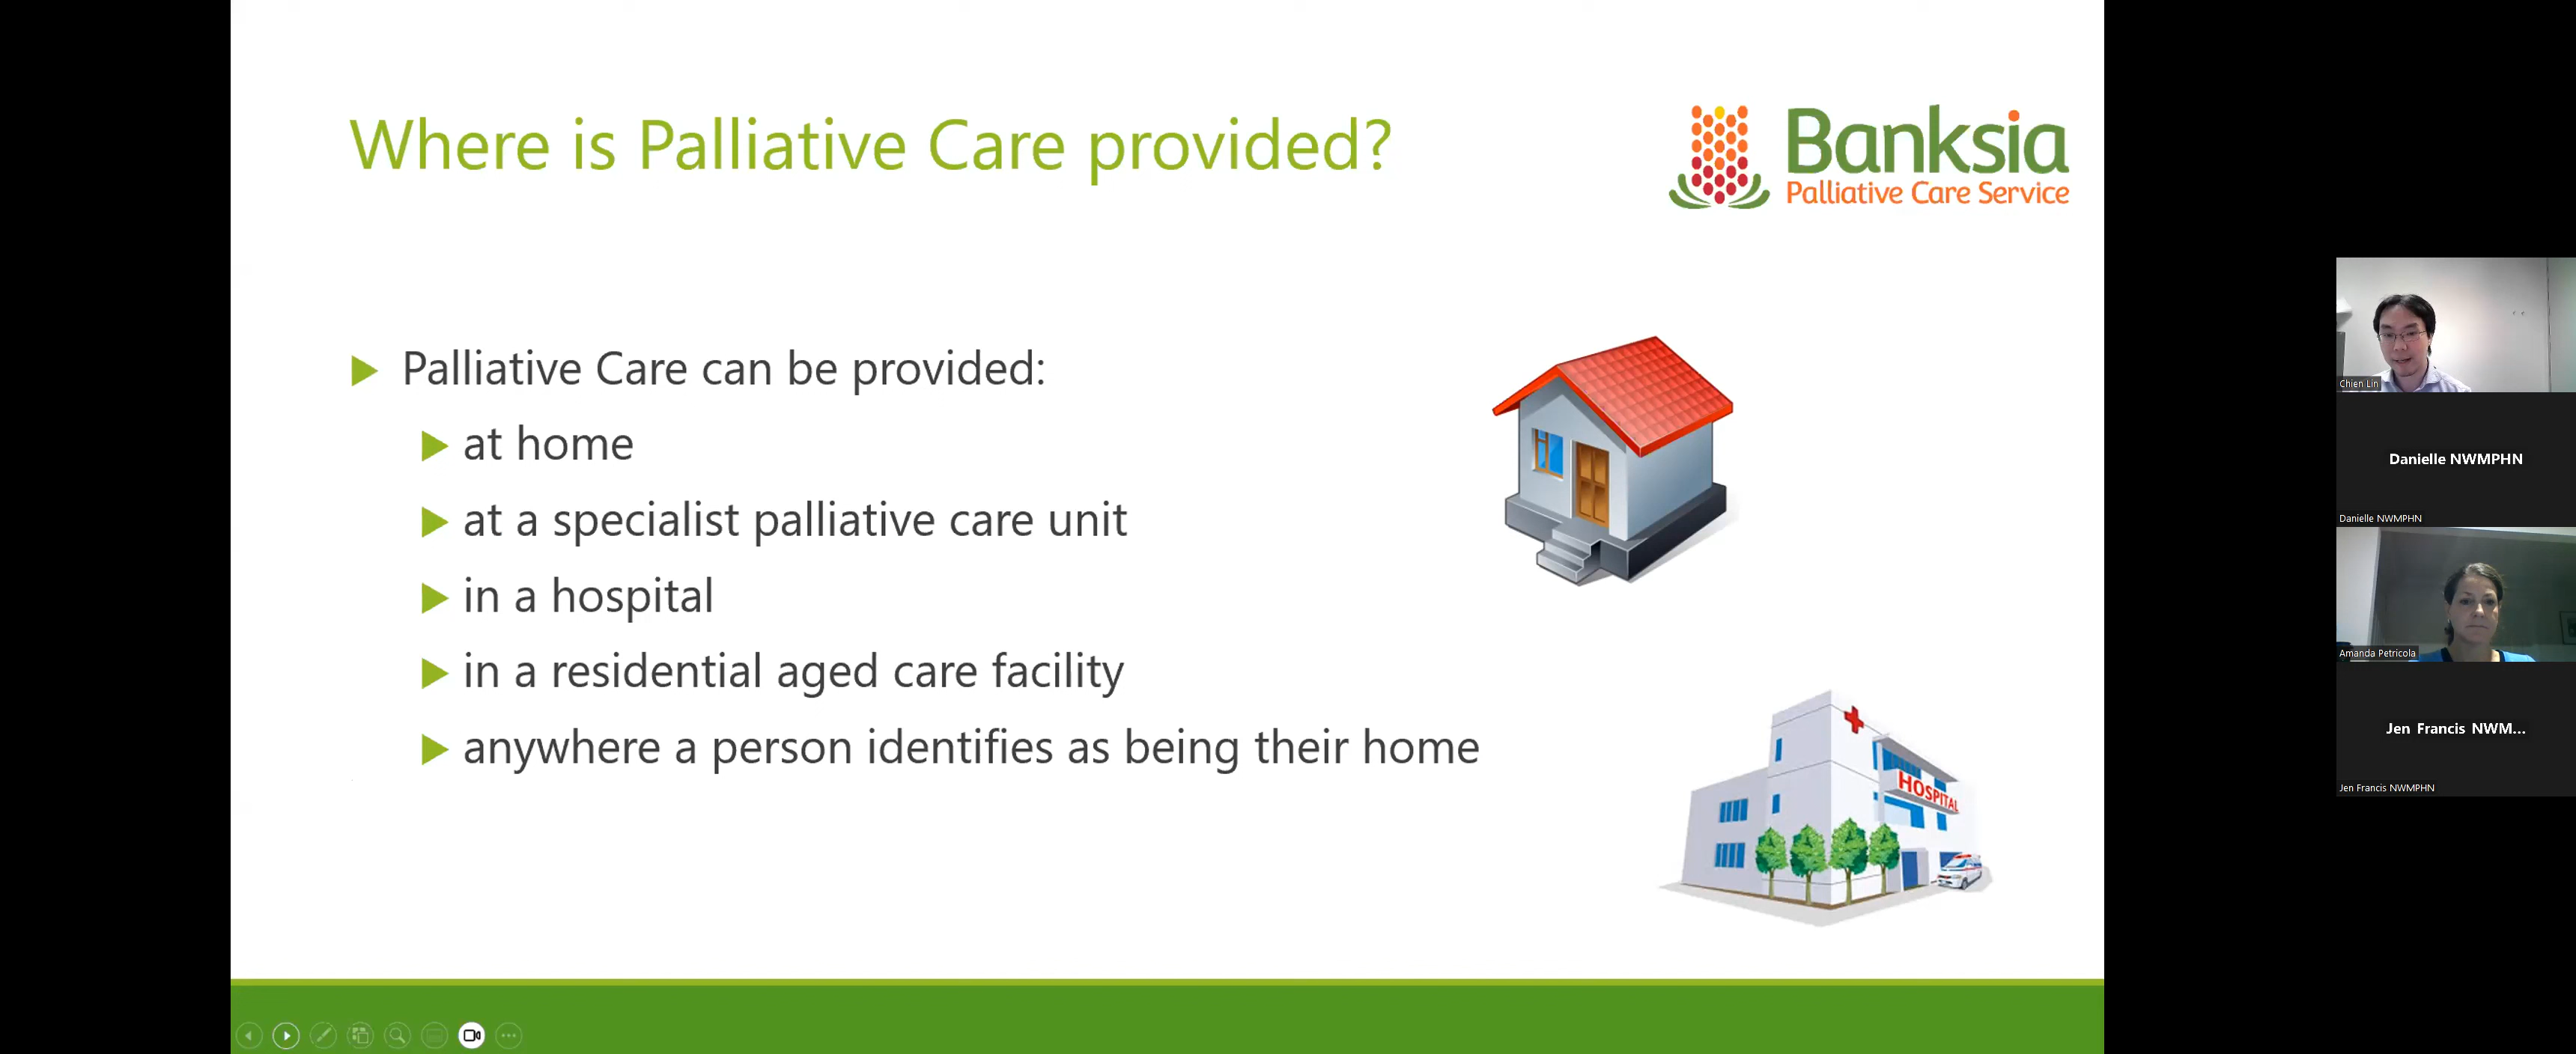 Where is Palliative Care provided?
Banksia
Palliative Care Service
Palliative Care can be provided:
at home
at a specialist palliative care unit
in a hospital
in a residential aged care facility
anywhere a person identifies as being their home
HOSPITAL
Chien Lin
Danielle NWMPHN
Danielle NWMPHN
Amanda Petricola
Jen Francis NWM...
Jen Francis NWMPHN